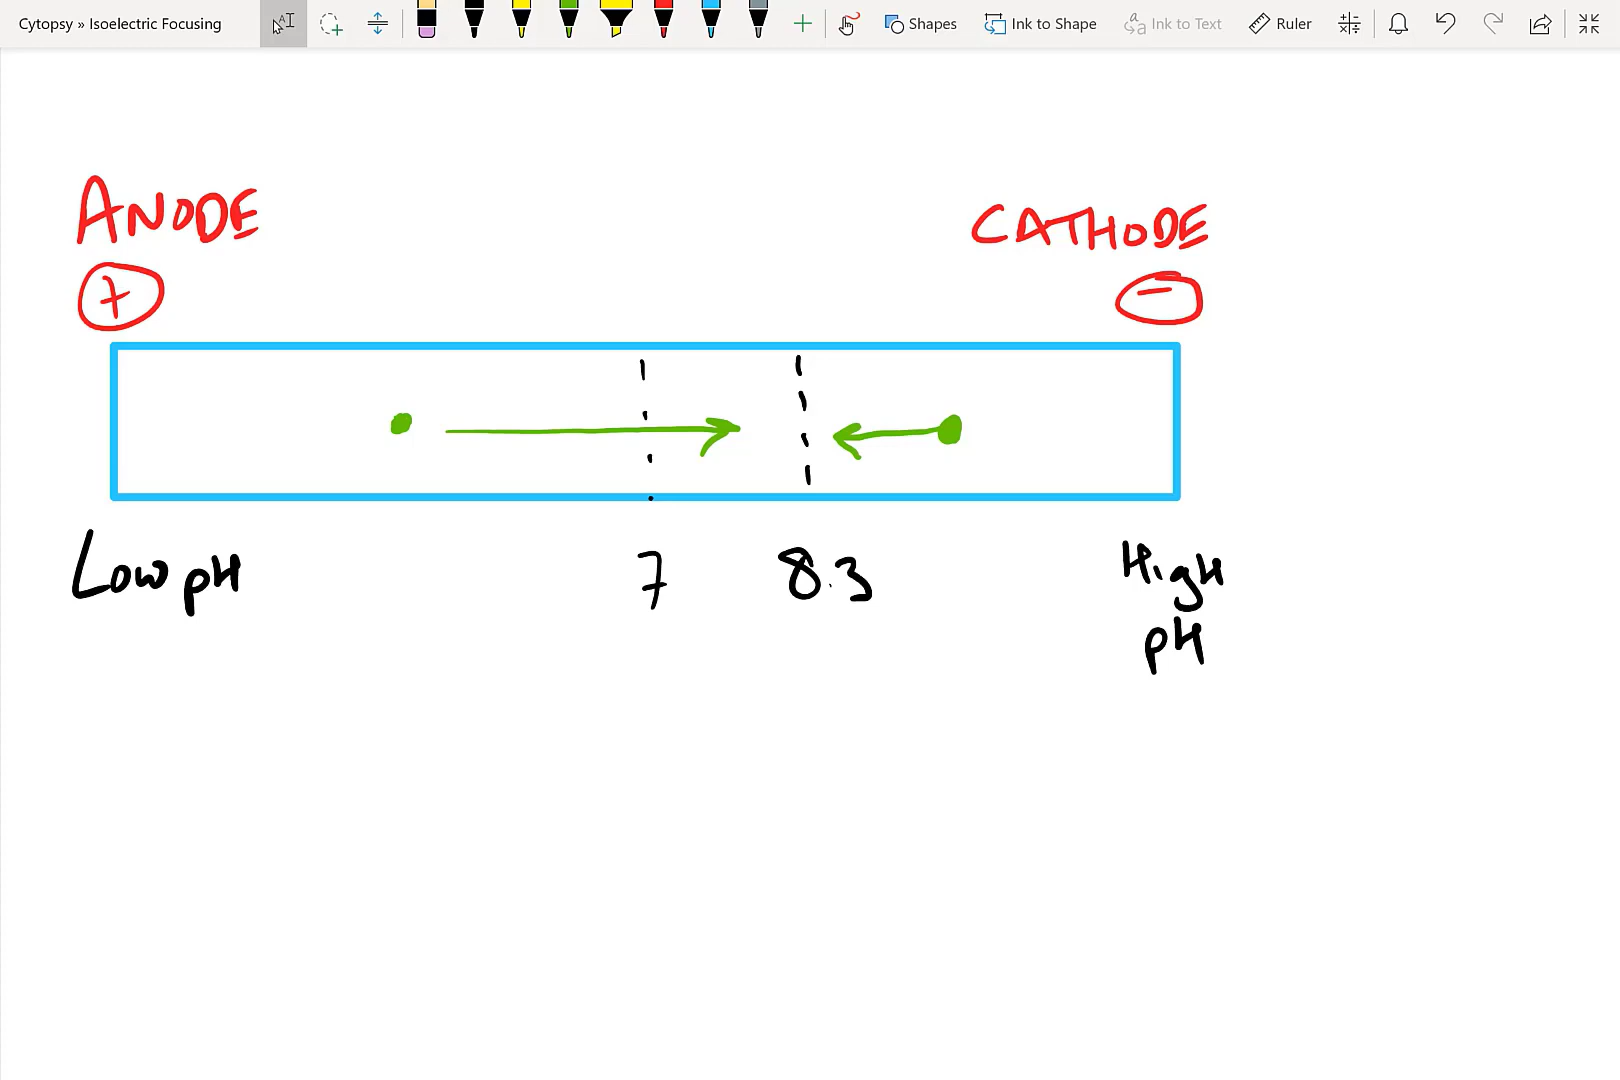 Cytopsy » Isoelectric Focusing
Shapes
Ink to Shape
Ink to Text
Ruler
ANODE
+
CATHODE
−
Low pH
7
8.3
High
pH